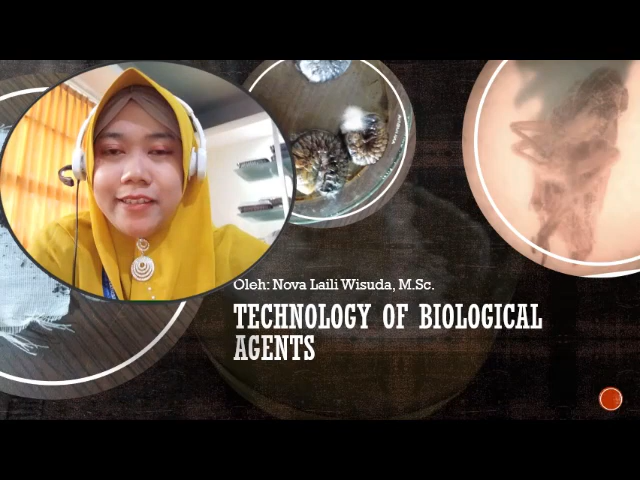 Oleh: Nova Laili Wisuda, M.Sc.
TECHNOLOGY OF BIOLOGICAL
AGENTS